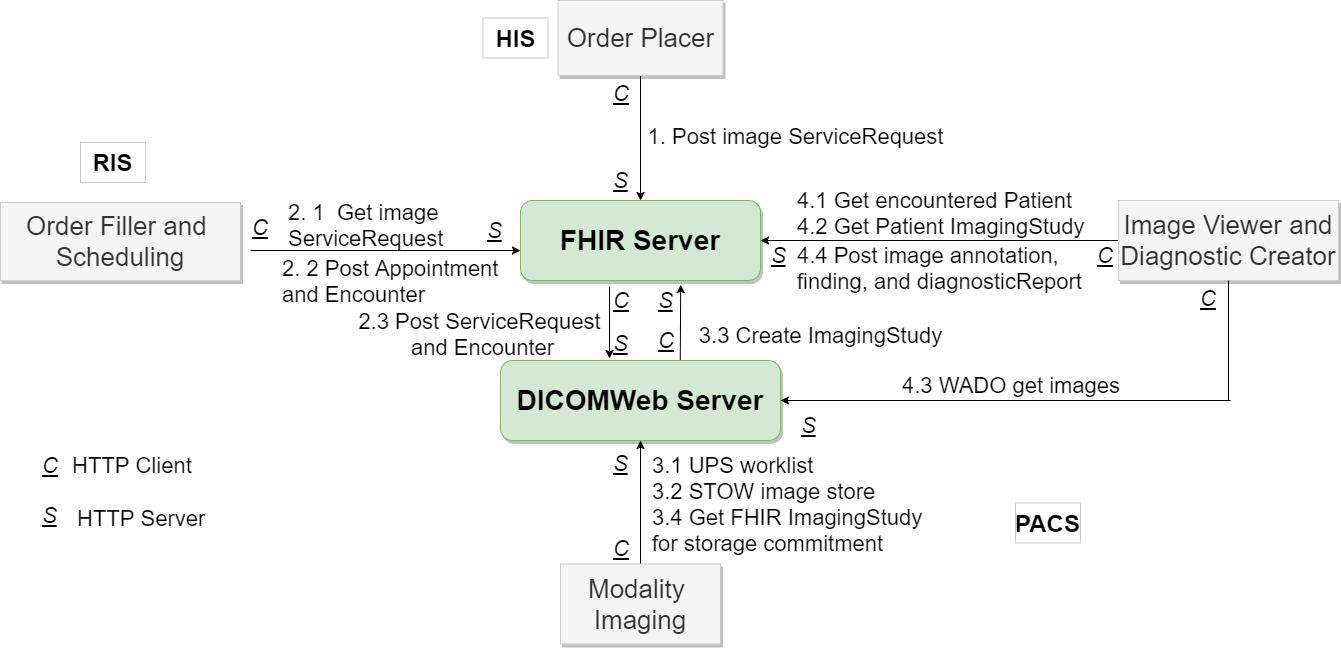 HIS
Order Placer
C
1. Post image ServiceRequest
S
RIS
Order Filler and
Scheduling
C
2. 1 Get image
ServiceRequest
S
2. 2 Post Appointment
and Encounter
FHIR Server
4.1 Get encountered Patient
4.2 Get Patient ImagingStudy
S
4.4 Post image annotation,
finding, and diagnosticReport
C
Image Viewer and
Diagnostic Creator
C
C
2.3 Post ServiceRequest
and Encounter
S
S
C
3.3 Create ImagingStudy
DICOMWeb Server
4.3 WADO get images
S
S
3.1 UPS worklist
3.2 STOW image store
3.4 Get FHIR ImagingStudy
for storage commitment
C
Modality
Imaging
PACS
C HTTP Client
S HTTP Server